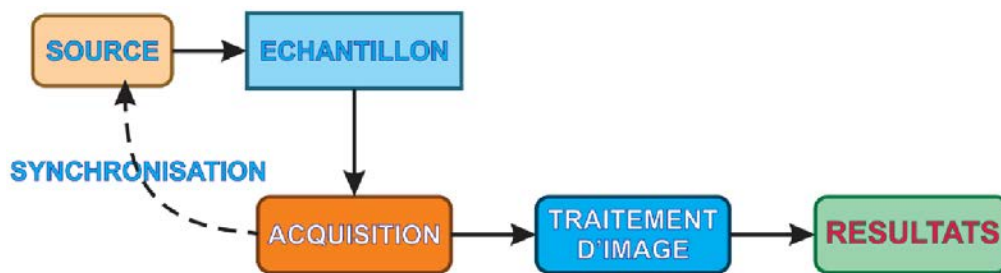 SOURCE
ECHANTILLON
SYNCHRONISATION
ACQUISITION
TRAITEMENT
D'IMAGE
RESULTATS